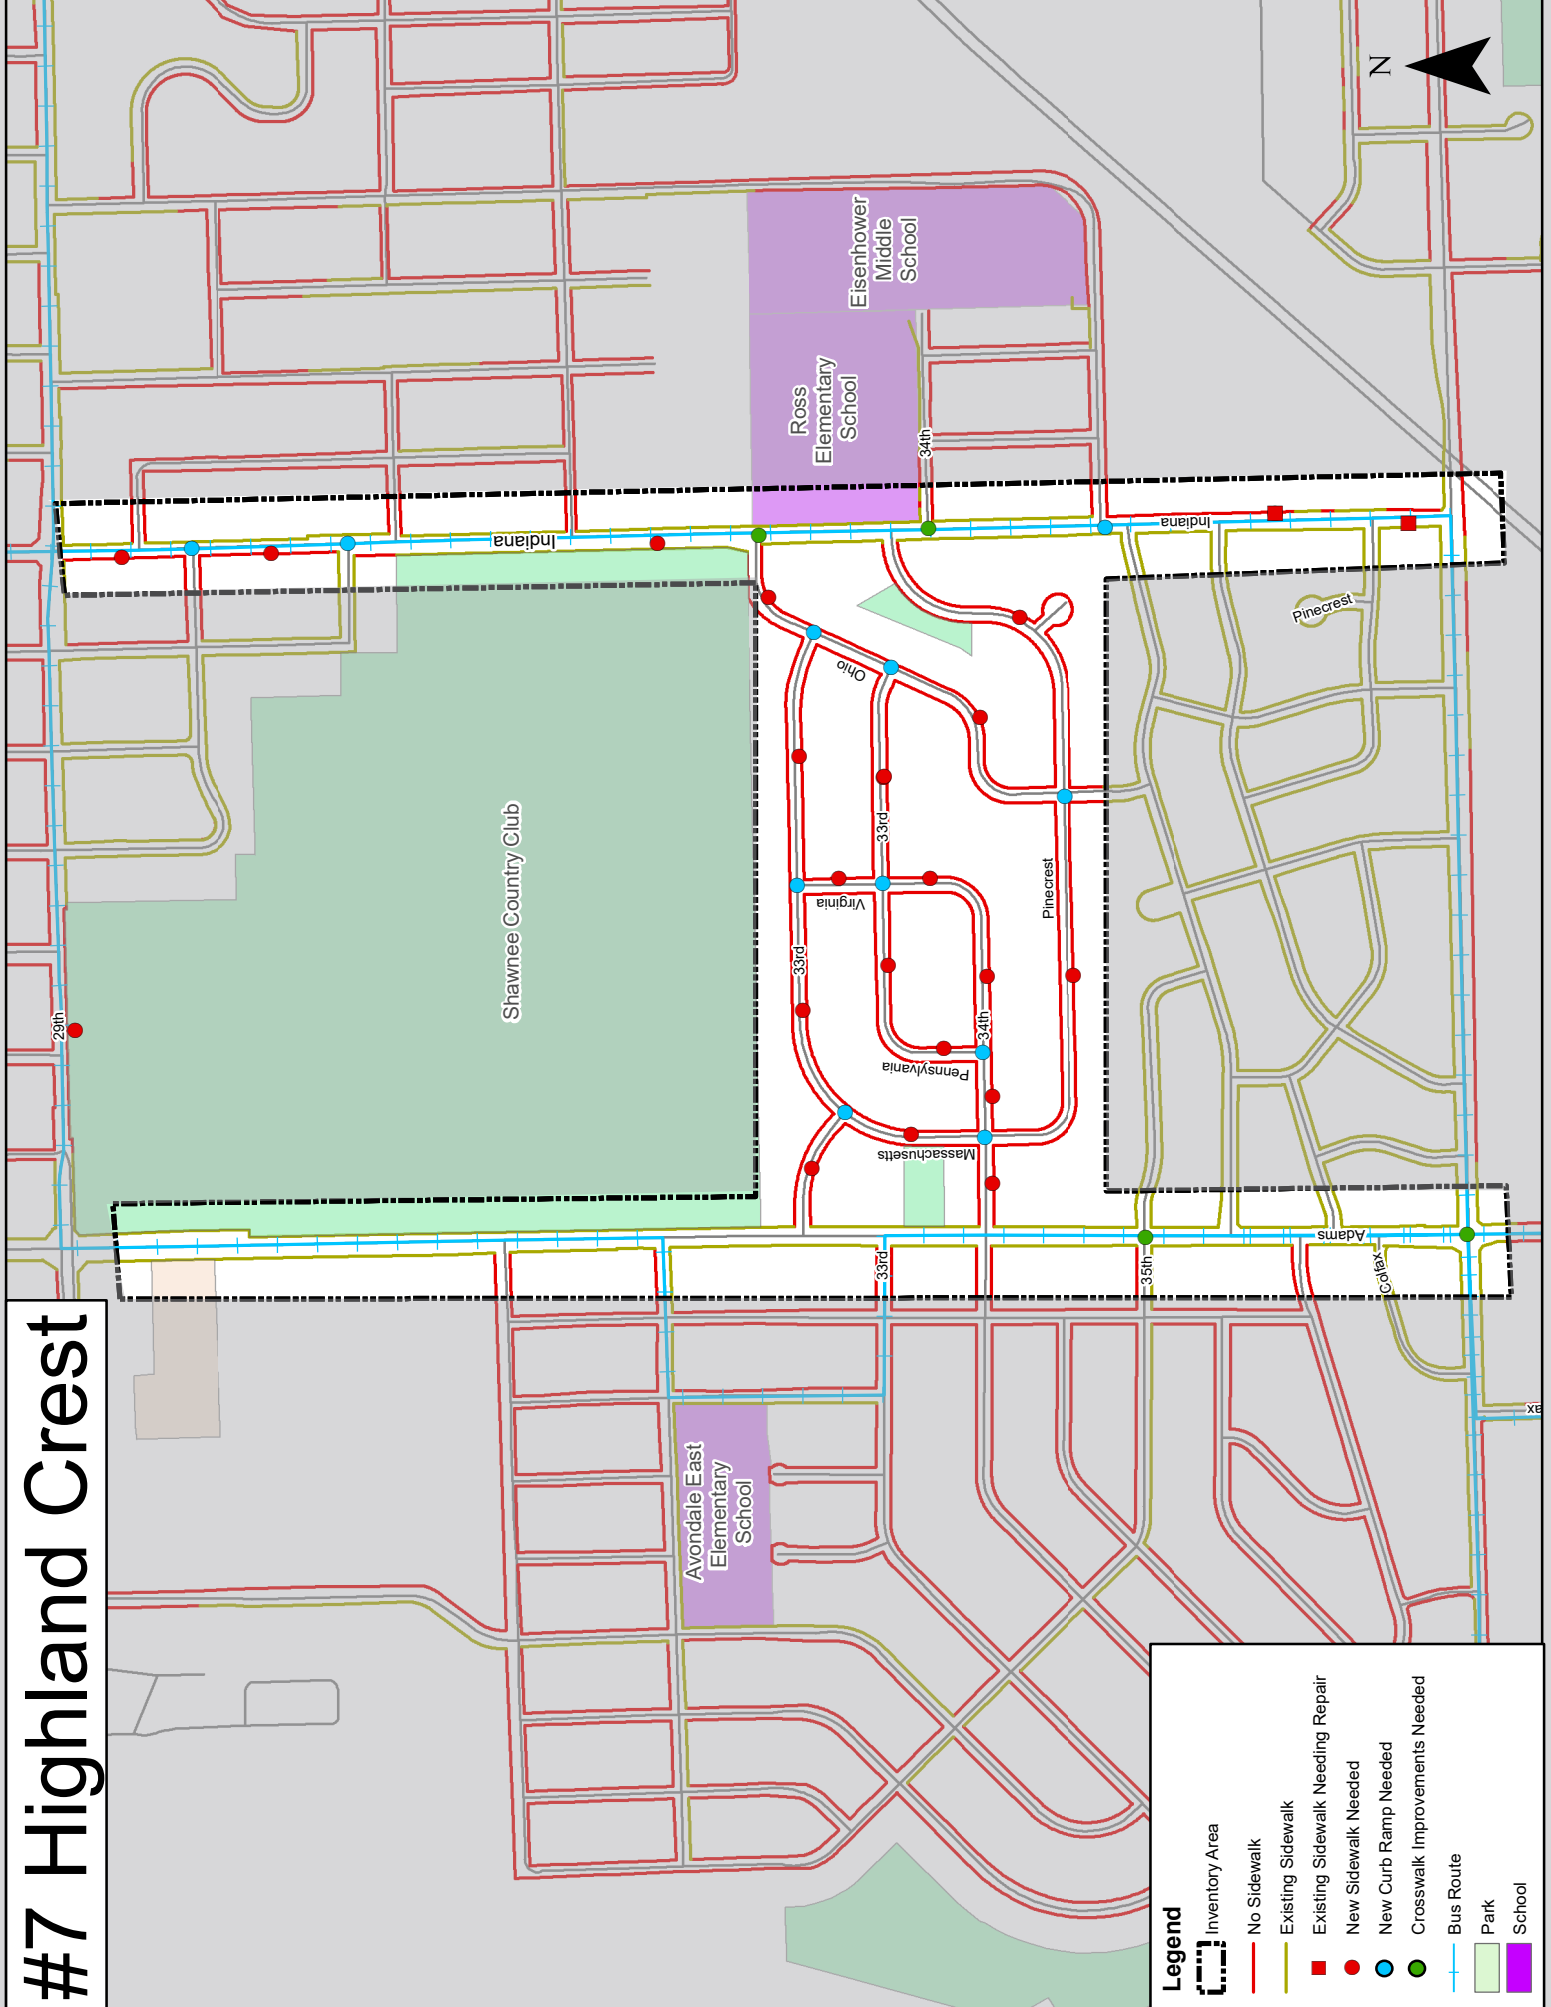 #7 Highland Crest
N
29th
Indiana
Shawnee Country Club
Eisenhower
Middle
School
Ross
Elementary
School
34th
Indiana
Ohio
33rd
Virginia
33rd
Pinecrest
Pinecrest
34th
Pennsylvania
Massachusetts
33rd
35th
Adams
Colfax
ax
Avondale East
Elementary
School
Legend
Inventory Area
No Sidewalk
Existing Sidewalk
Existing Sidewalk Needing Repair
New Sidewalk Needed
New Curb Ramp Needed
Crosswalk Improvements Needed
Bus Route
Park
School